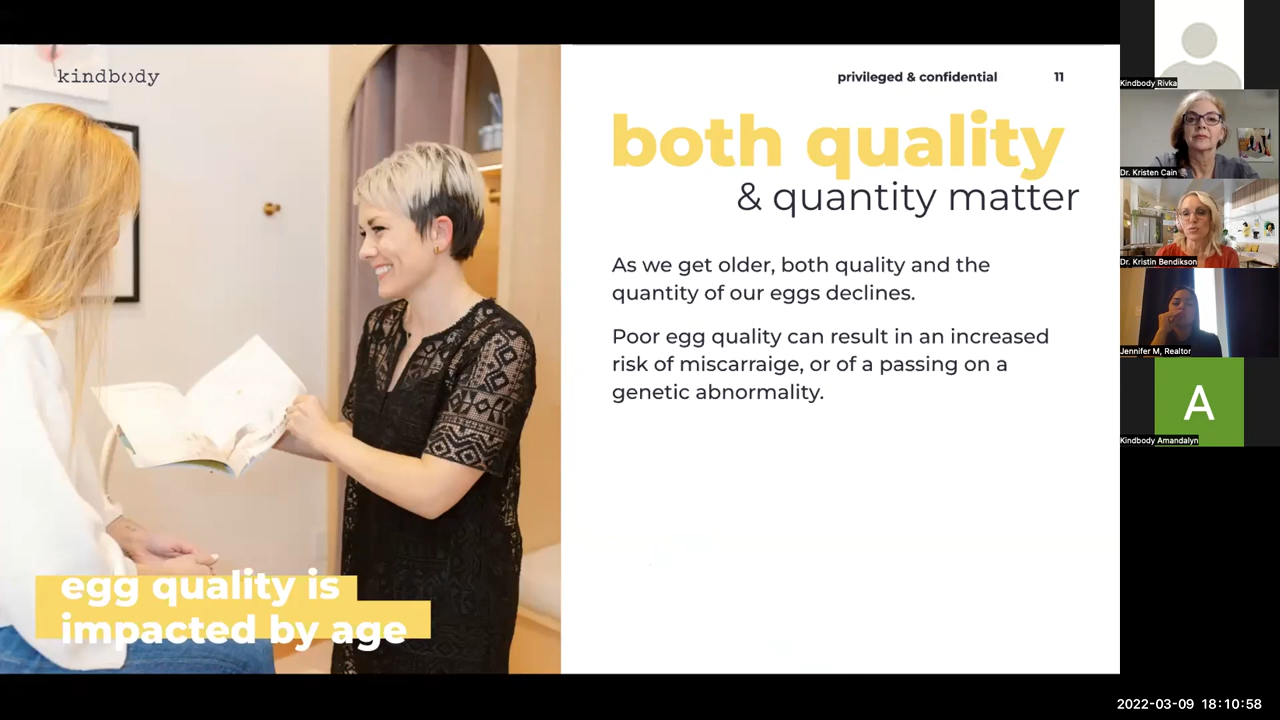 kindbody
privileged & confidential 11
both quality
& quantity matter
As we get older, both quality and the
quantity of our eggs declines.
Poor egg quality can result in an increased
risk of miscarraige, or of a passing on a
genetic abnormality.
egg quality is
impacted by age
Kindbody Rivka
Dr. Kristen Cain
Dr. Kristin Bendikson
Jennifer M, Realtor
A
Kindbody Amandalyn
2022-03-09 18:10:58